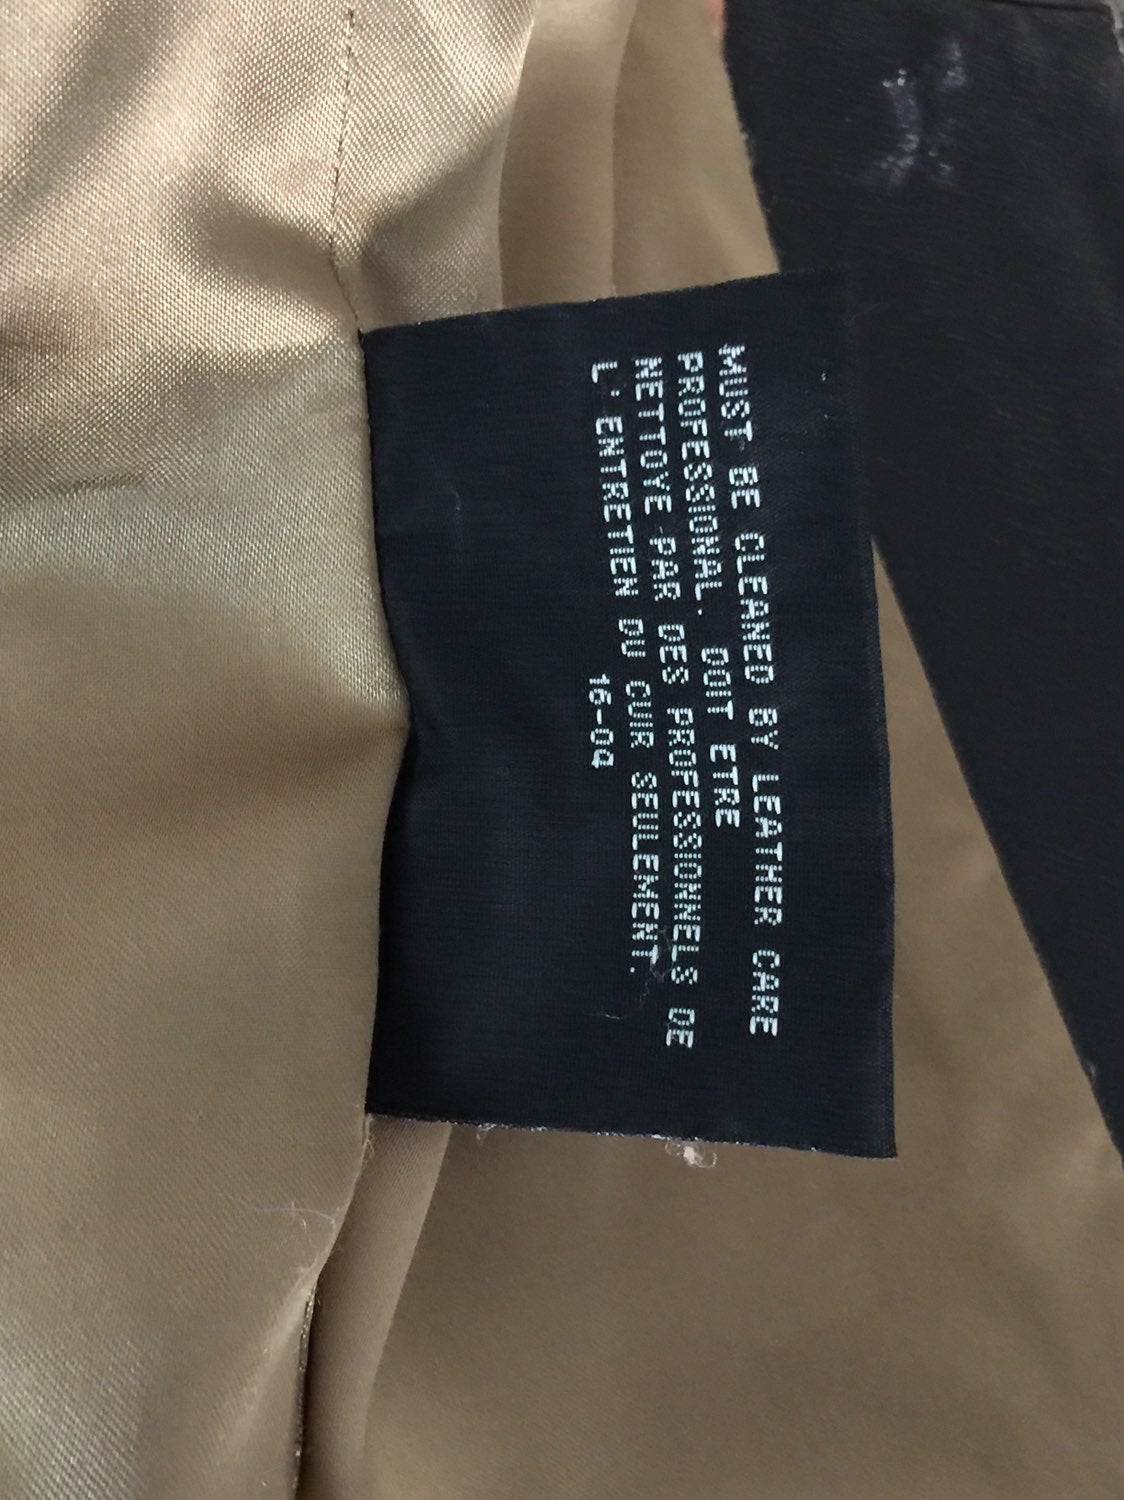 MUST BE CLEANED BY LEATHER CARE
PROFESSIONAL. DOIT ETRE
NETTOYE PAR DES PROFESSIONNELS DE
L'ENTRETIEN DU CUIR SEULEMENT.
16-0Q